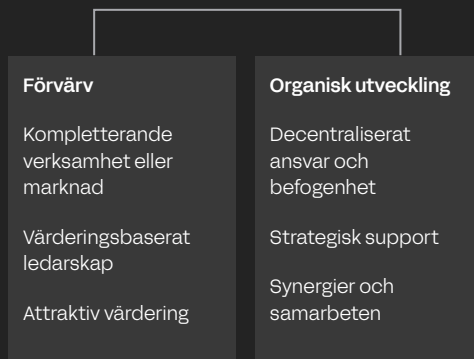 Förvärv
Kompletterande
verksamhet eller
marknad
Värderingsbaserat
ledarskap
Attraktiv värdering
Organisk utveckling
Decentraliserat
ansvar och
befogenhet
Strategisk support
Synergier och
samarbeten